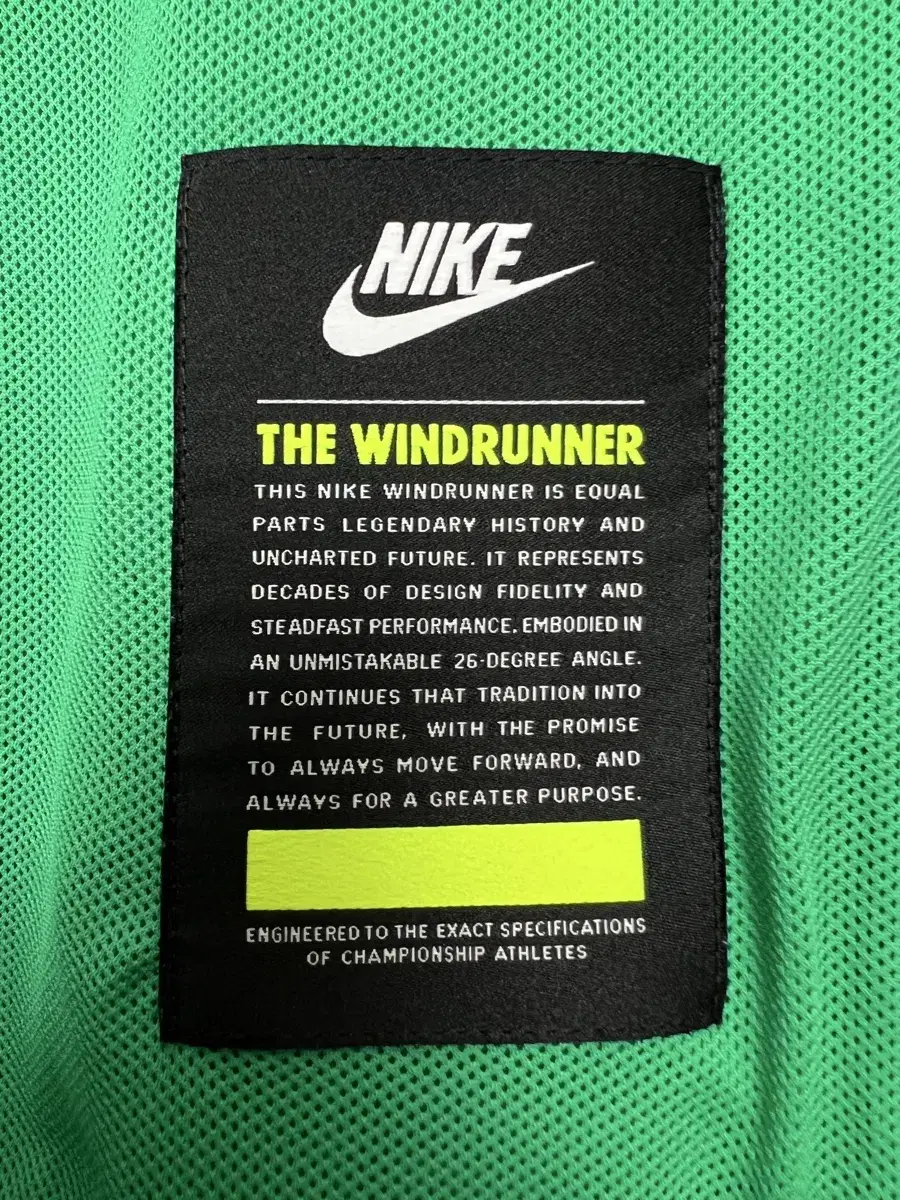 NIKE
THE WINDRUNNER
THIS NIKE WINDRUNNER IS EQUAL
PARTS LEGENDARY HISTORY AND
UNCHARTED FUTURE. IT REPRESENTS
DECADES OF DESIGN FIDELITY AND
STEADFAST PERFORMANCE. EMBODIED IN
AN UNMISTAKABLE 26-DEGREE ANGLE.
IT CONTINUES THAT TRADITION INTO
THE FUTURE, WITH THE PROMISE
TO ALWAYS MOVE FORWARD, AND
ALWAYS FOR A GREATER PURPOSE.
ENGINEERED TO THE EXACT SPECIFICATIONS
OF CHAMPIONSHIP ATHLETES